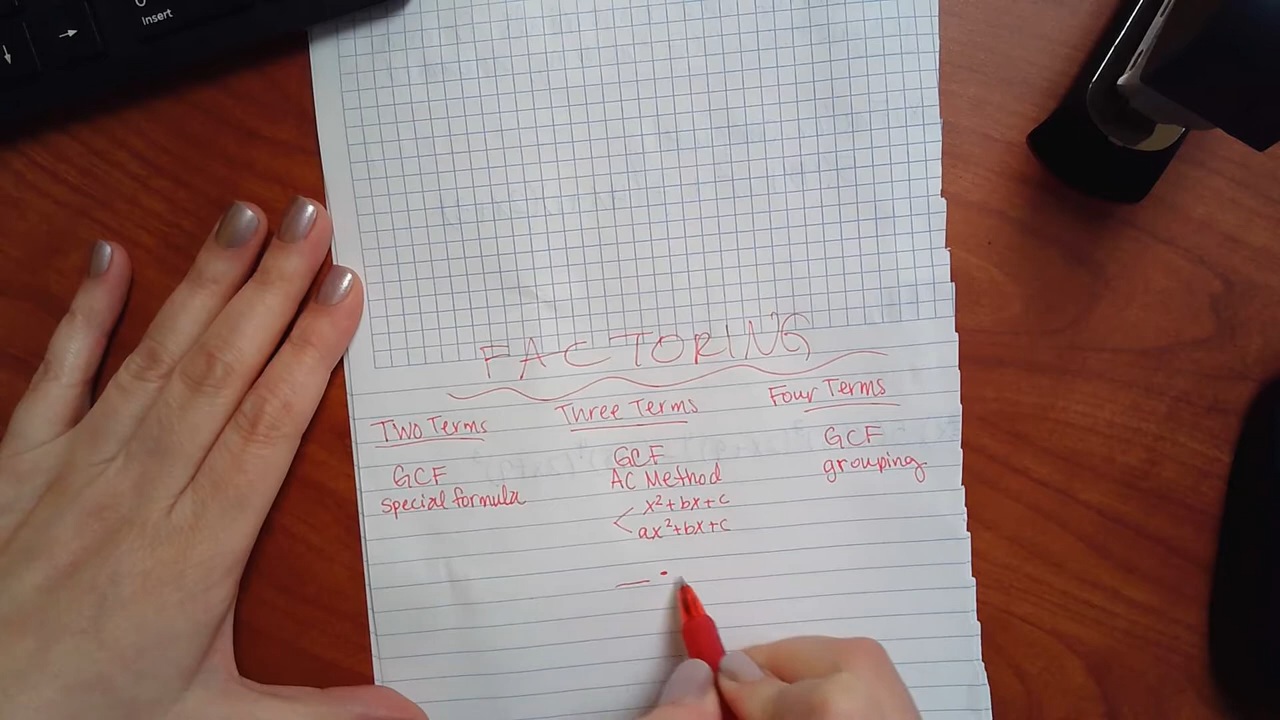 Insert
FACTORING
Two Terms
GCF
special formula
Three Terms
GCF
AC Method
x²+bx+c
ax²+bx+c
Four Terms
GCF
grouping